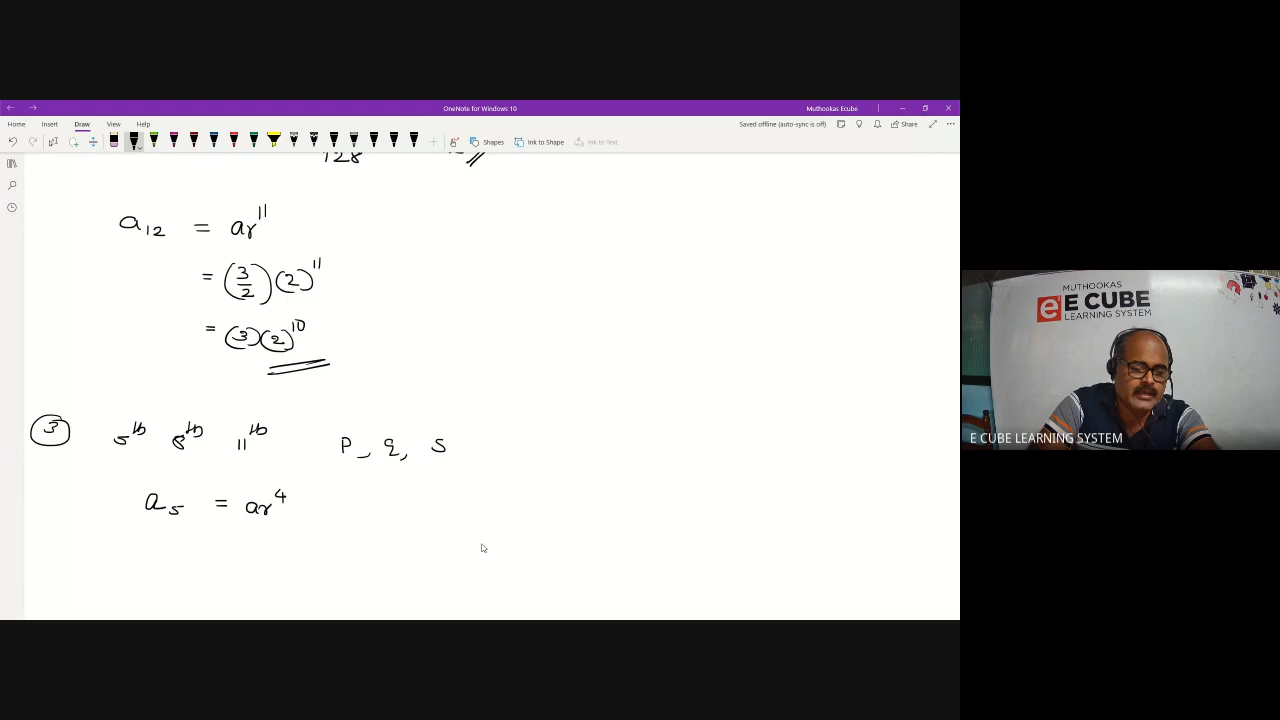 OneNote for Windows 10
Muthookas Ecube
Home Insert Draw View Help
Saved offline (auto-sync is off) Share
Shapes Ink to Shape Ink to Text
128
a₁₂ = ar¹¹
= (3/2)(2)¹¹
= (3)(2)¹⁰
③ 5th 8th 11th P, q, s
a₅ = ar⁴
MUTHOOKAS
e³ E CUBE
LEARNING SYSTEM
E CUBE LEARNING SYSTEM